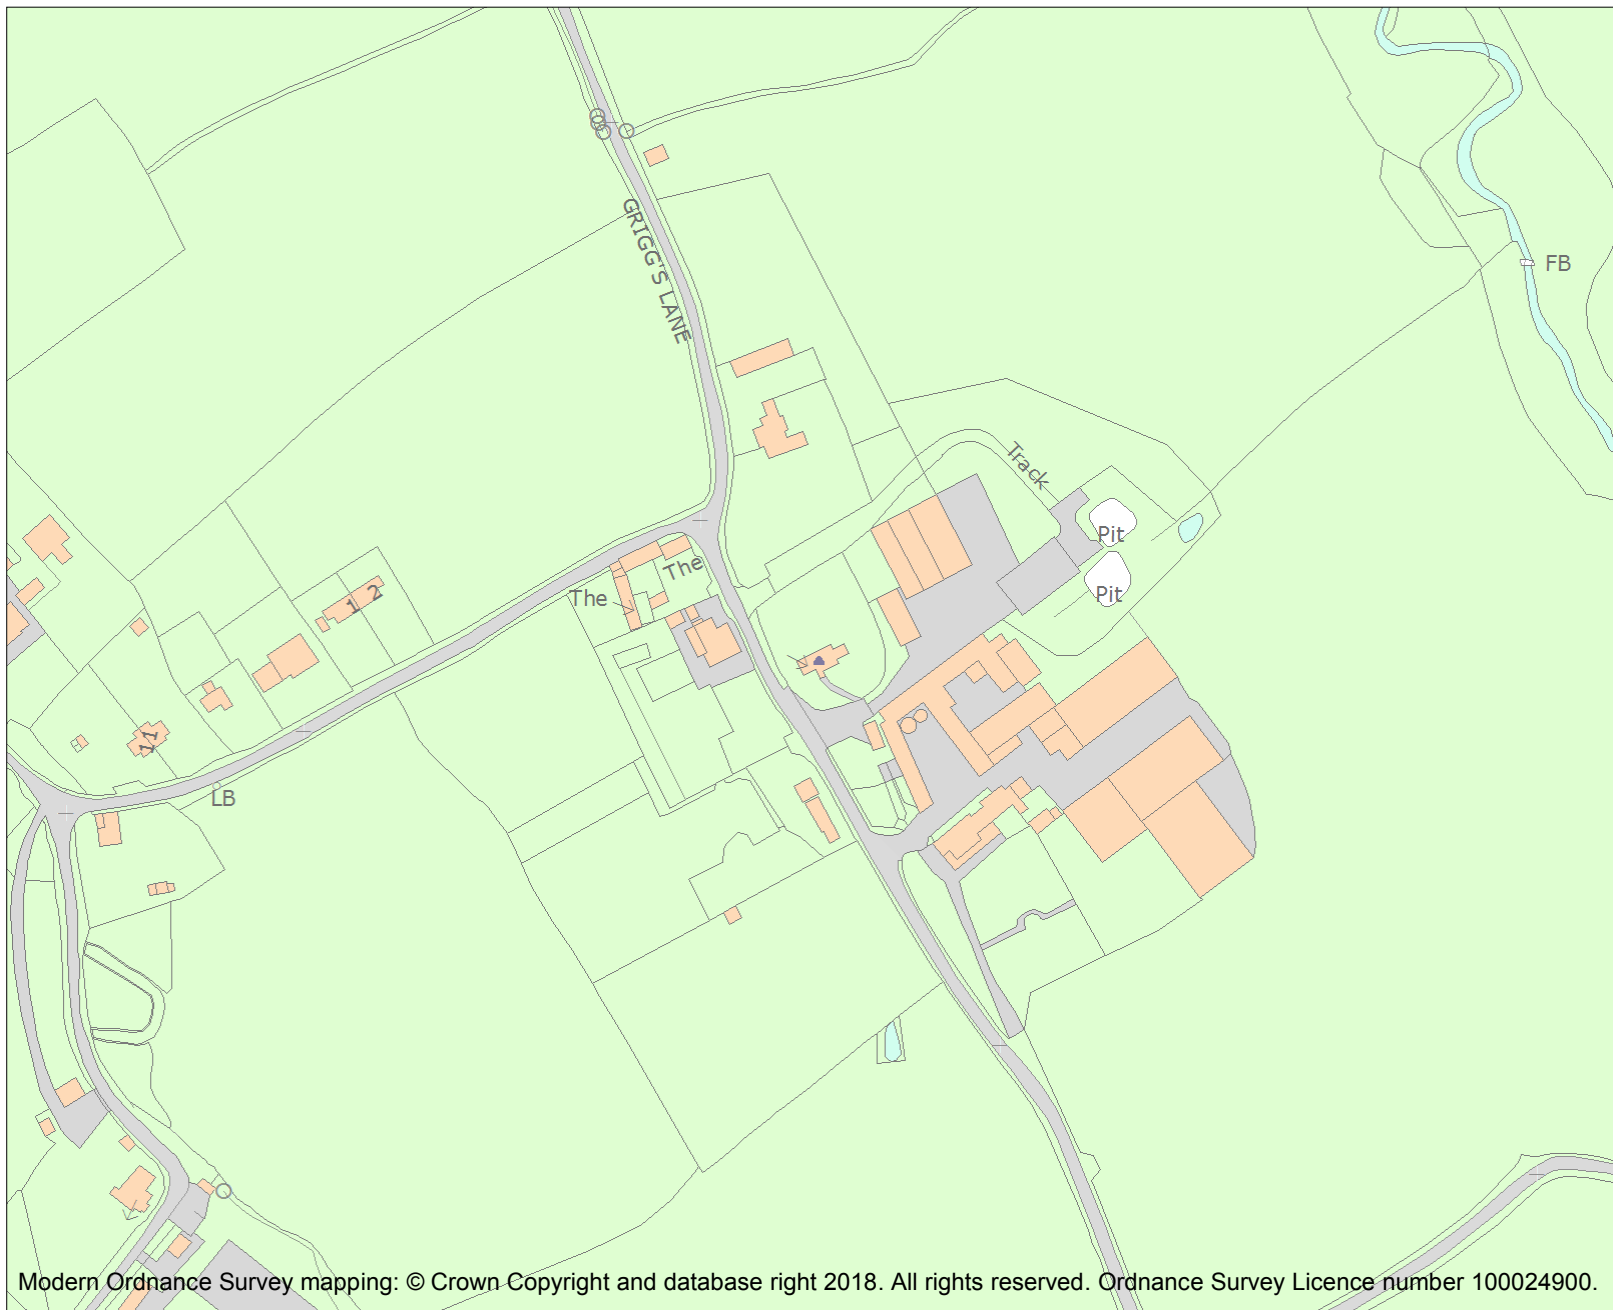 GRIGG'S LANE
FB
Track
Pit
Pit
The
The
1 2
11
LB
Modern Ordnance Survey mapping: © Crown Copyright and database right 2018. All rights reserved. Ordnance Survey Licence number 100024900.